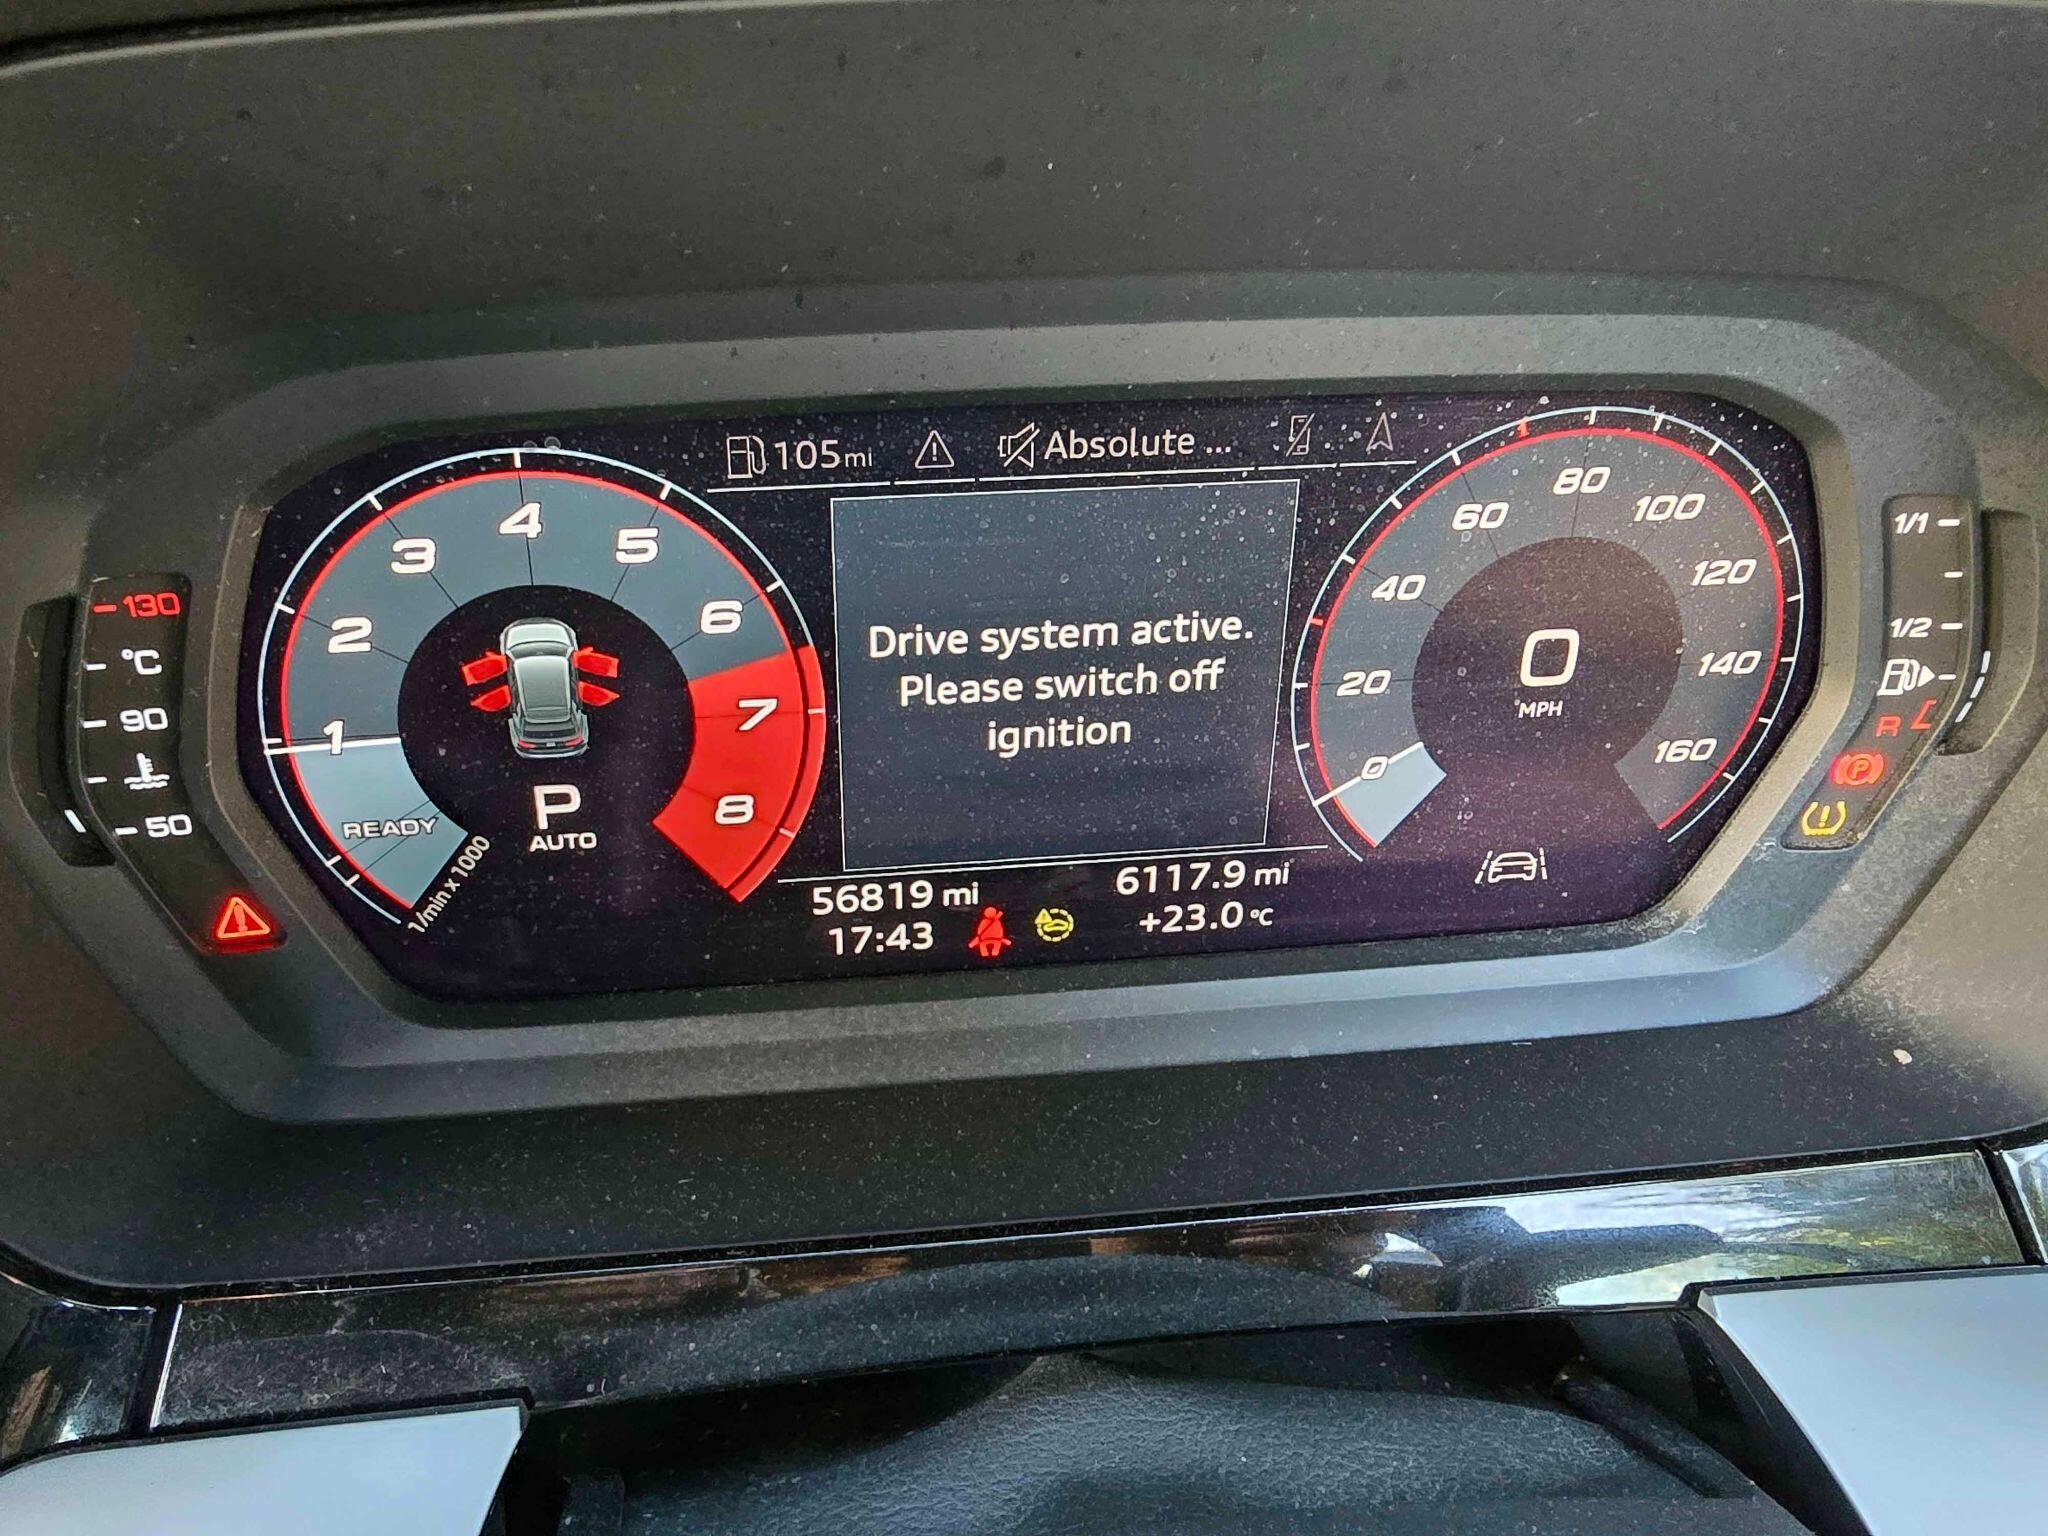 105mi
Absolute ...
1
2
3
4
5
6
7
8
READY
1/min x 1000
P
AUTO
Drive system active.
Please switch off
ignition
0
20
40
60
80
100
120
140
160
0
MPH
130
°C
90
50
1/1
1/2
R
P
56819 mi
17:43
6117.9 mi
+23.0 °C